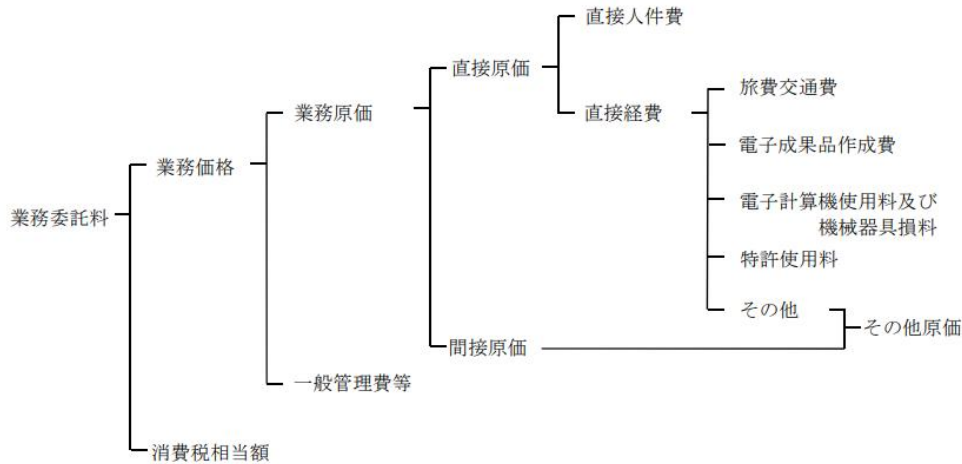 直接人件費
直接原価
旅費交通費
業務原価
直接経費
電子成果品作成費
業務価格
電子計算機使用料及び
機械器具損料
業務委託料
特許使用料
その他
その他原価
間接原価
一般管理費等
消費税相当額